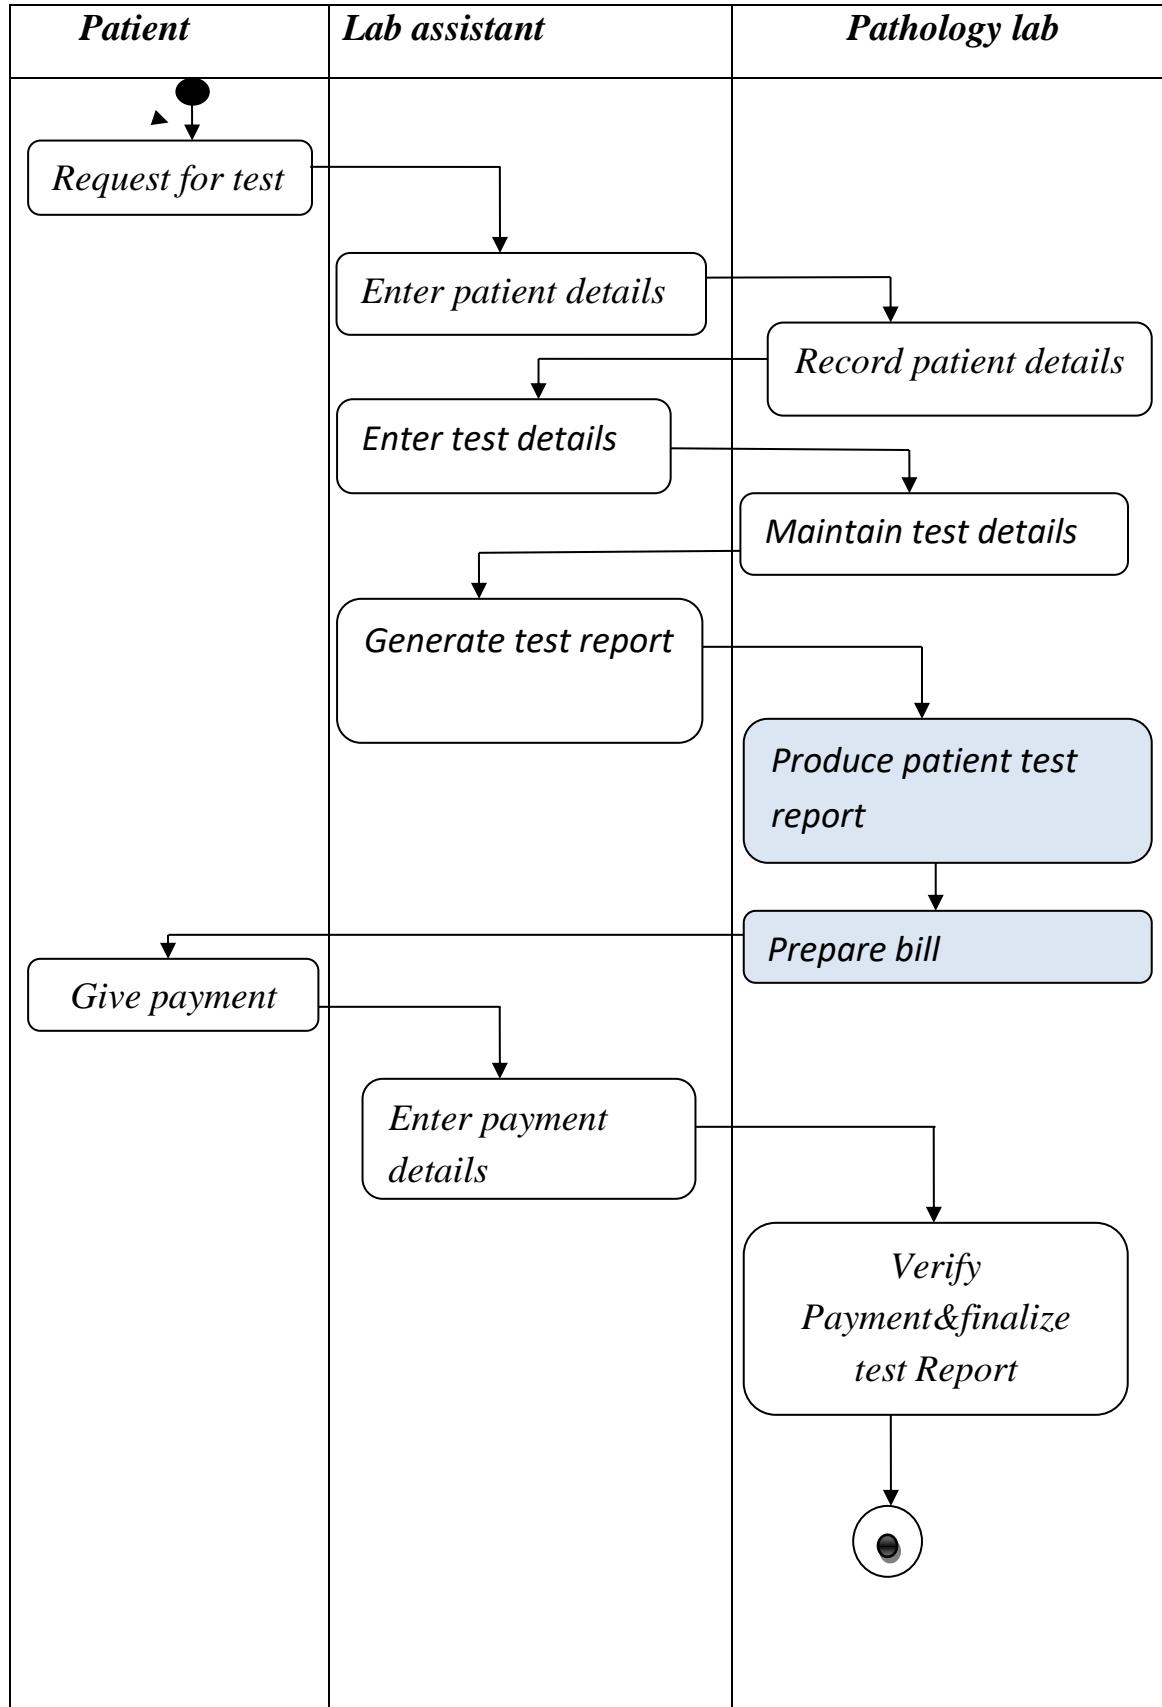 Patient
Lab assistant
Pathology lab
Request for test
Enter patient details
Record patient details
Enter test details
Maintain test details
Generate test report
Produce patient test
report
Prepare bill
Give payment
Enter payment
details
Verify
Payment&finalize
test Report